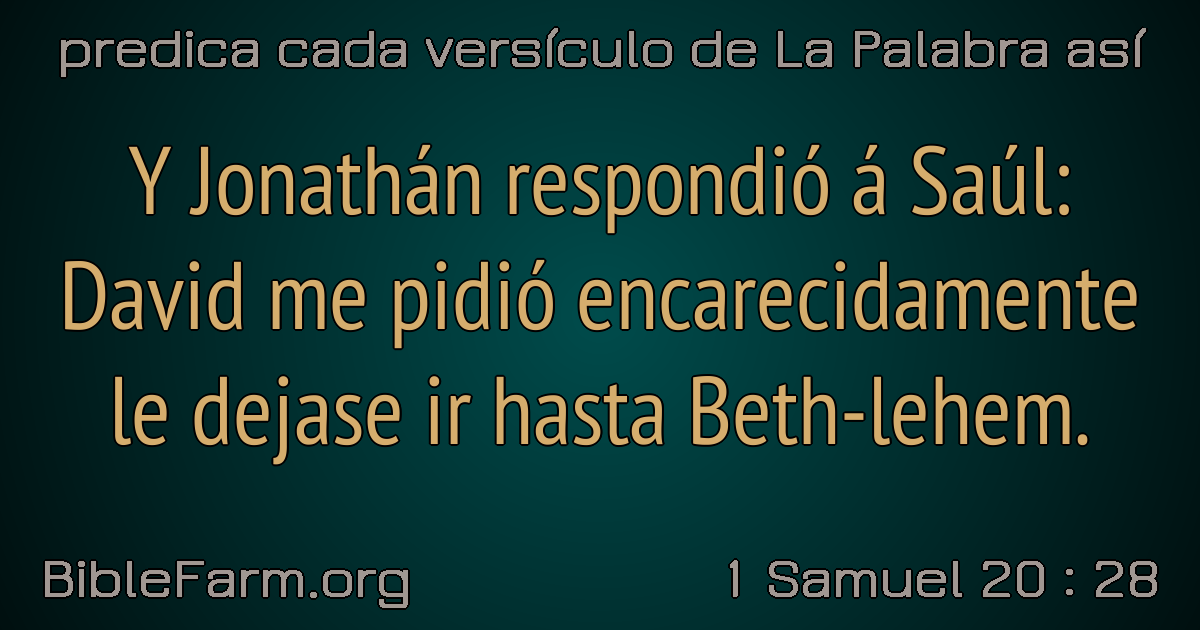 predica cada versículo de La Palabra así
Y Jonathán respondió á Saúl:
David me pidió encarecidamente
le dejase ir hasta Beth-lehem.
BibleFarm.org
1 Samuel 20 : 28